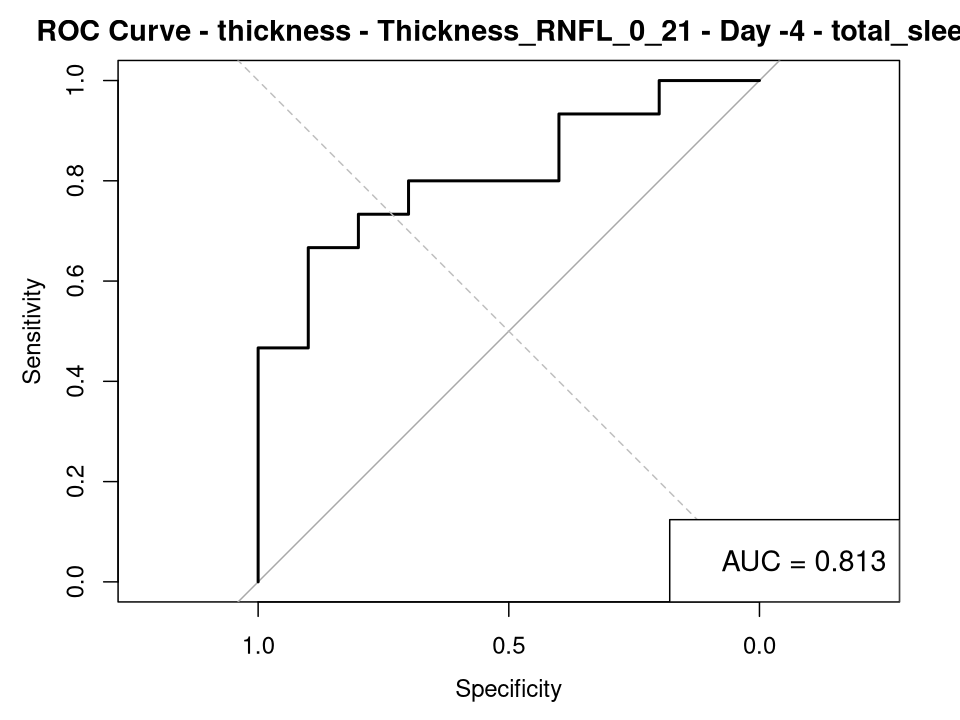 ROC Curve - thickness - Thickness_RNFL_0_21 - Day -4 - total_slee
Sensitivity
1.0
0.8
0.6
0.4
0.2
0.0
AUC = 0.813
1.0 0.5 0.0
Specificity